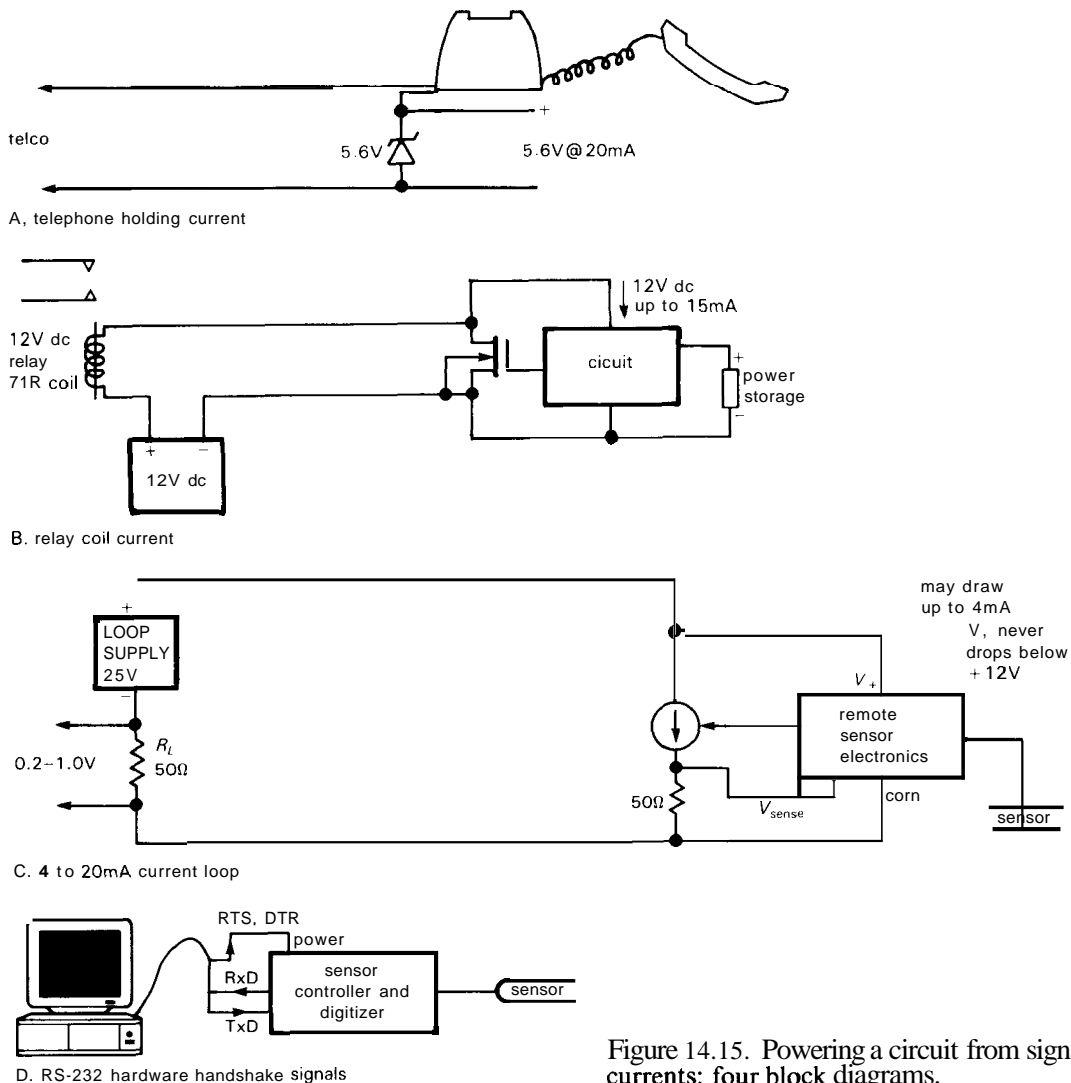 telco
5.6V
+
5.6V@20mA
A, telephone holding current
12V dc
relay
71R coil
+ −
12V dc
12V dc
up to 15mA
cicuit
+
power
storage
−
B. relay coil current
+
LOOP
SUPPLY
25V
−
0.2–1.0V
RL
50Ω
may draw
up to 4mA
V, never
drops below
+12V
V+
remote
sensor
electronics
50Ω
Vsense
corn
sensor
C. 4 to 20mA current loop
RTS, DTR
power
RxD
TxD
sensor
controller and
digitizer
sensor
D. RS-232 hardware handshake signals
Figure 14.15. Powering a circuit from sign
currents: four block diagrams.